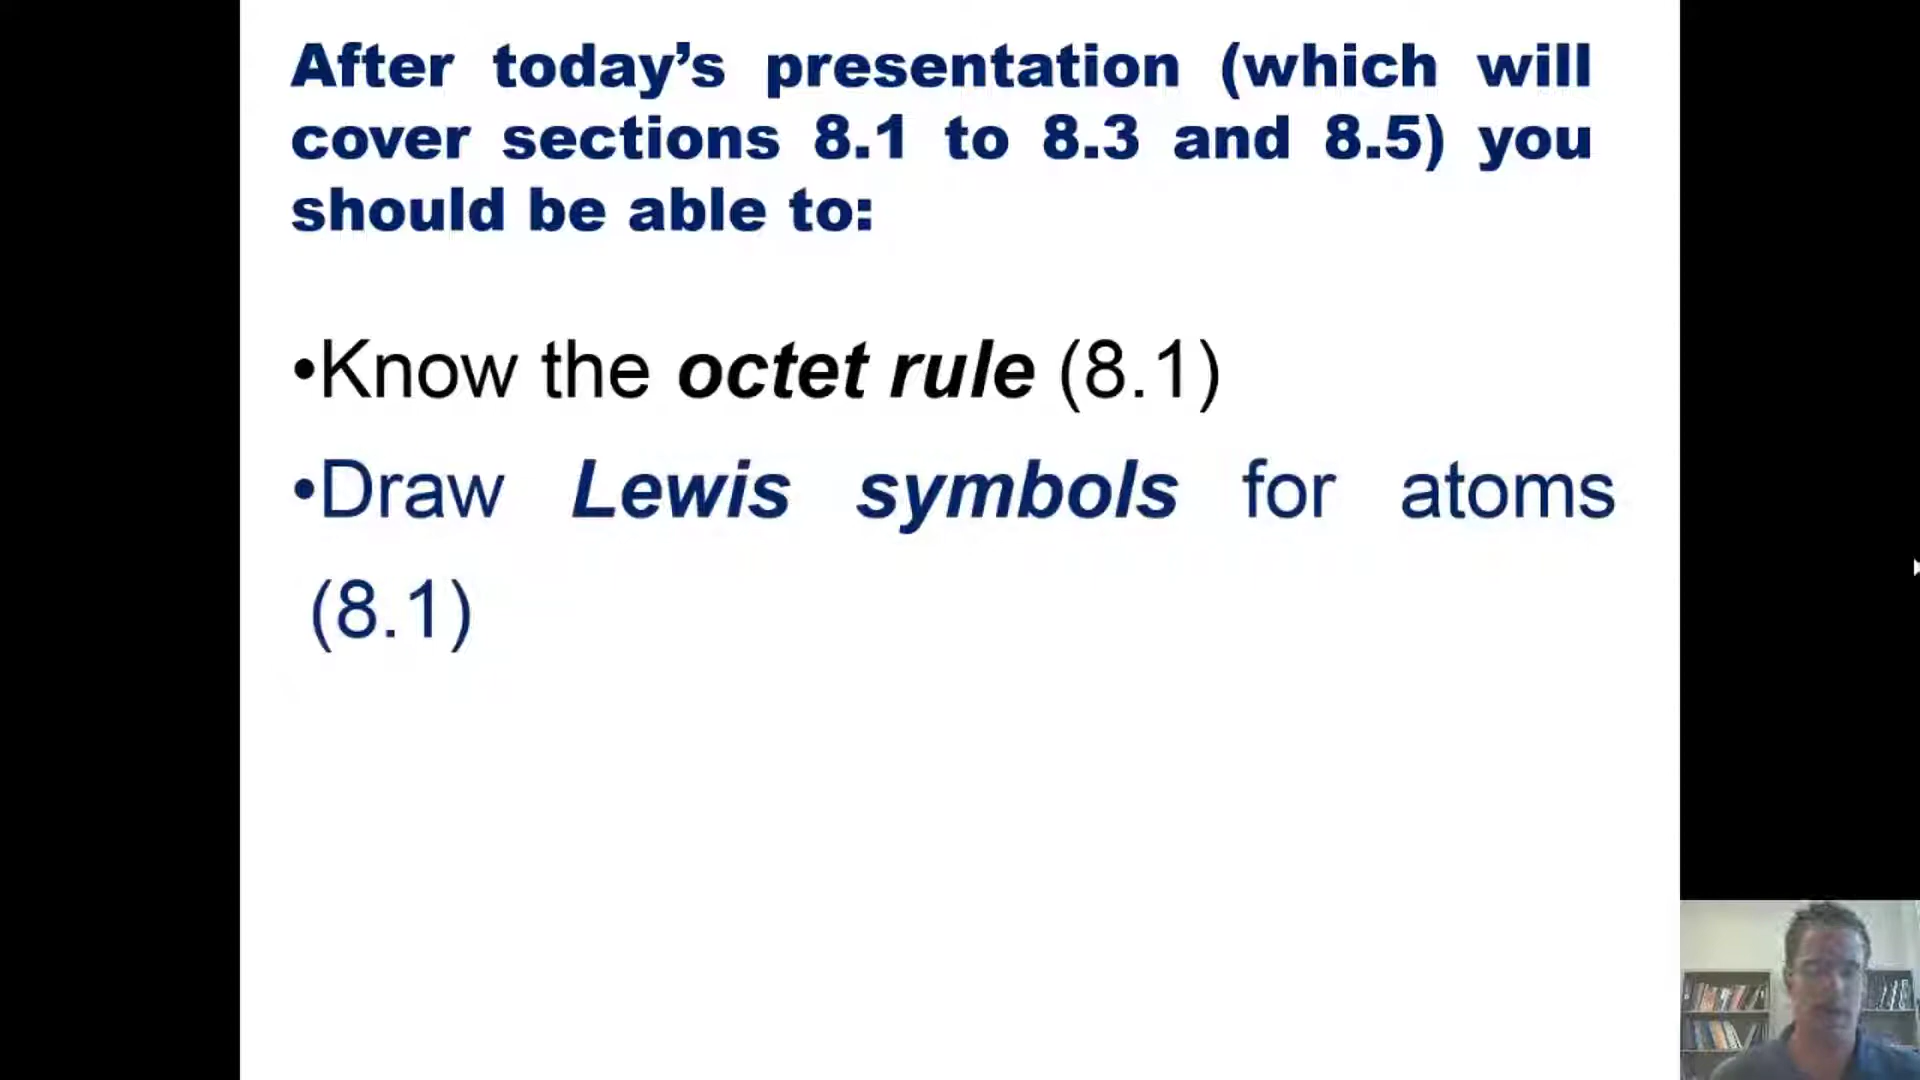 After today’s presentation (which will
cover sections 8.1 to 8.3 and 8.5) you
should be able to:
•Know the octet rule (8.1)
•Draw Lewis symbols for atoms
(8.1)